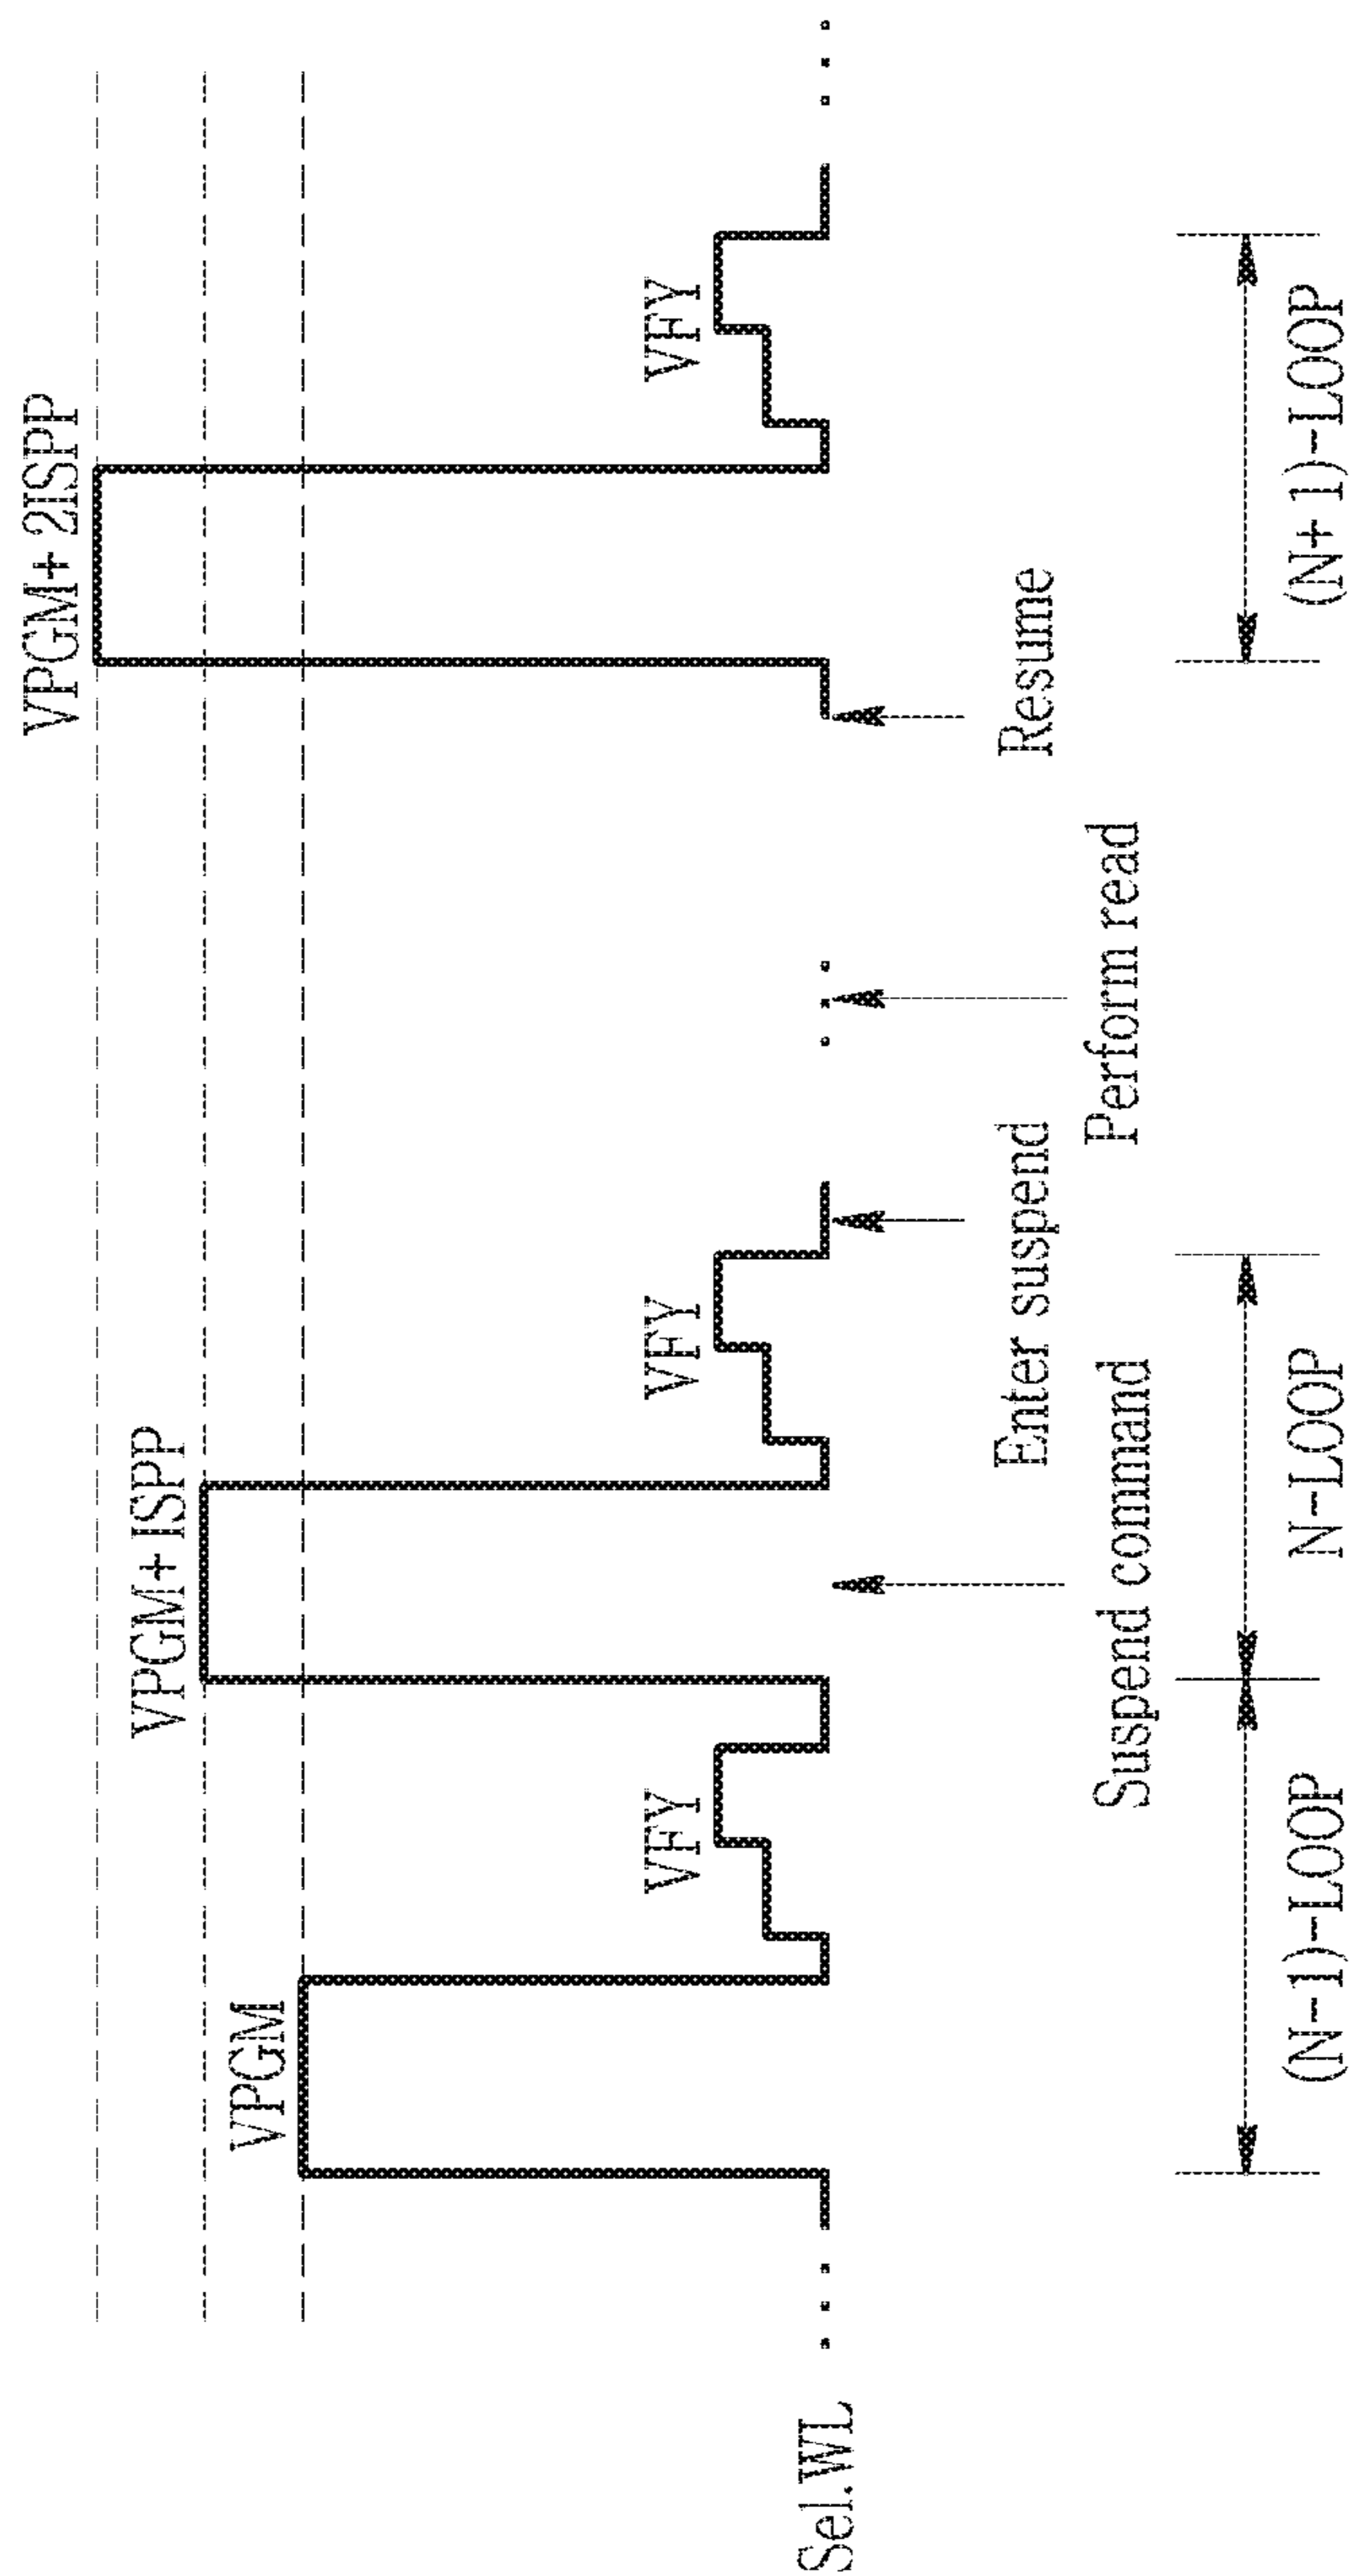 VPGM+2ISPP
VPGM+ISPP
VPGM
VFY
VFY
VFY
Sel.WL
Suspend command
Enter suspend
Perform read
Resume
(N-1)-LOOP
N-LOOP
(N+1)-LOOP